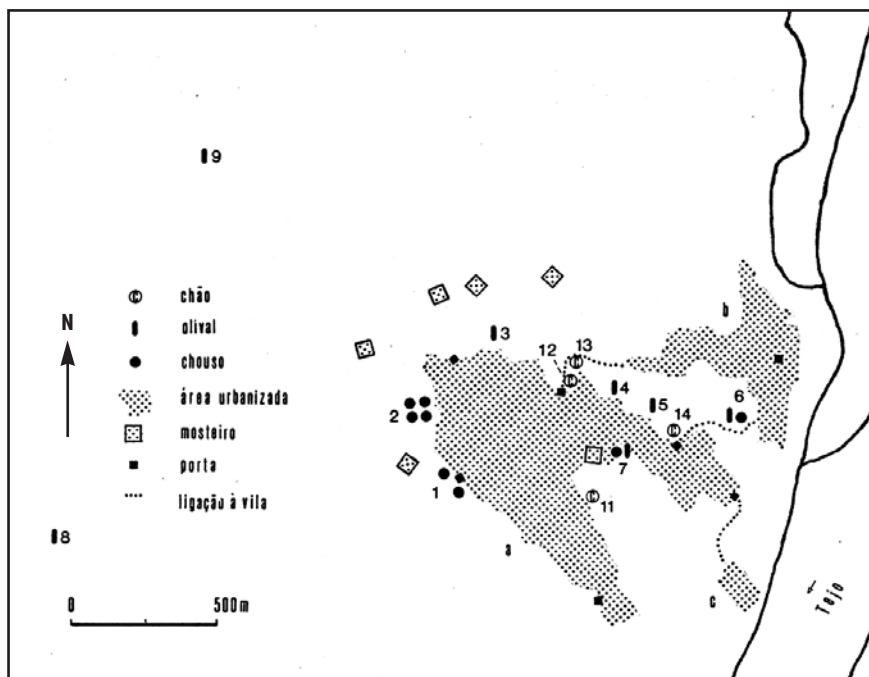 9
N
chão
olival
chouso
área urbanizada
mosteiro
porta
ligação à vila
b
3
13
12
4
5
6
2
14
7
1
11
8
a
c
0
500m
Tejo